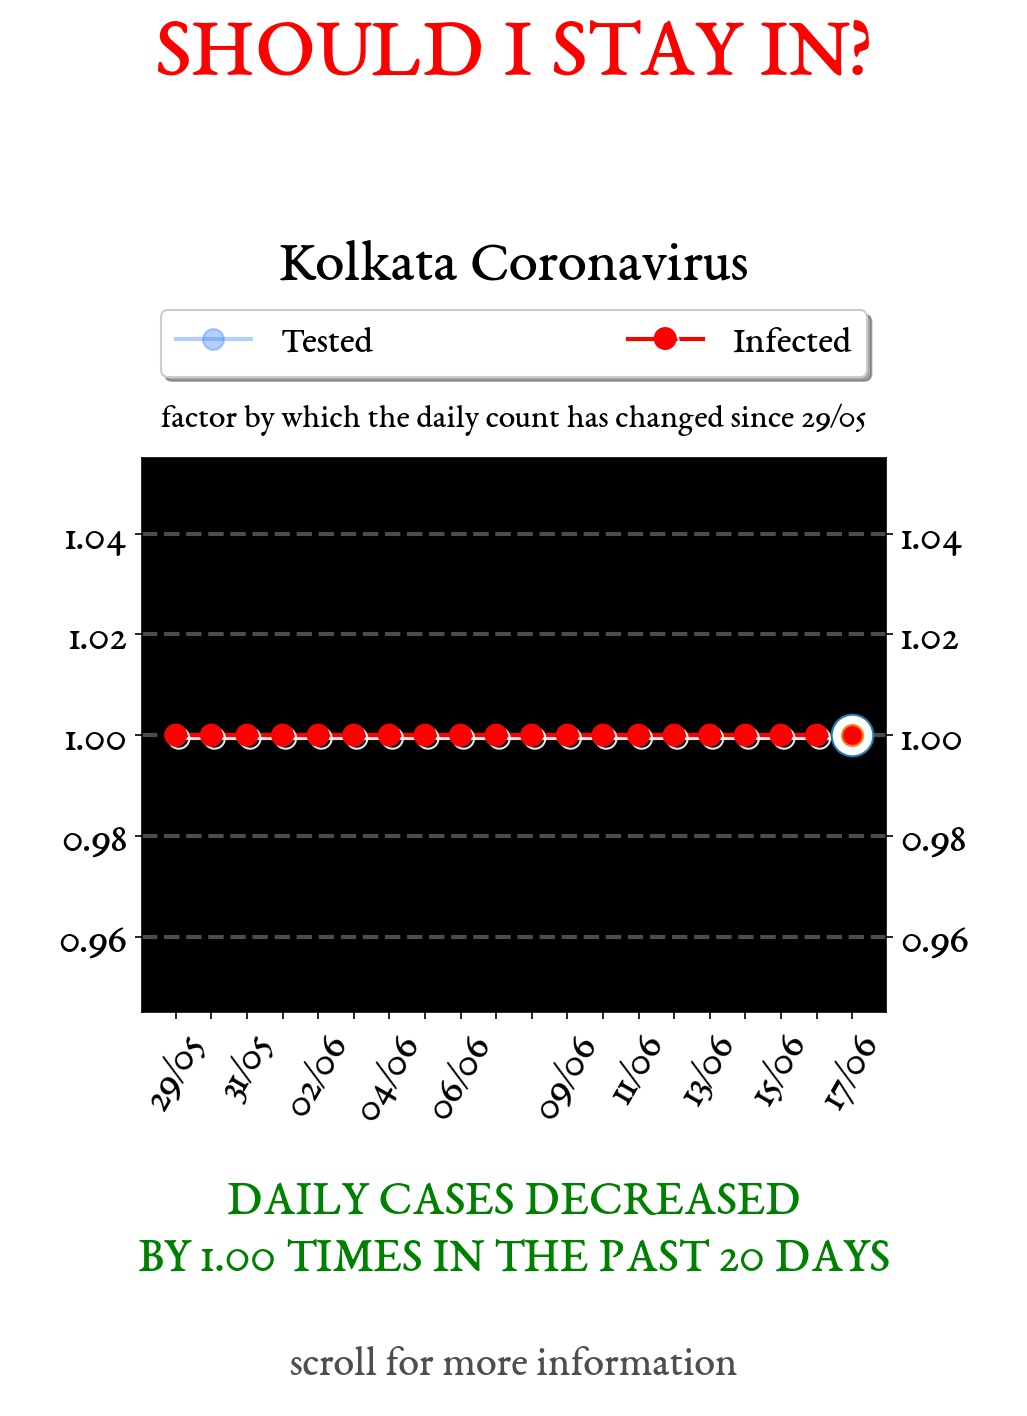 SHOULD I STAY IN?
Kolkata Coronavirus
Tested Infected
factor by which the daily count has changed since 29/05
1.04 1.04
1.02 1.02
1.00 1.00
0.98 0.98
0.96 0.96
29/05 31/05 02/06 04/06 06/06 09/06 11/06 13/06 15/06 17/06
DAILY CASES DECREASED
BY 1.00 TIMES IN THE PAST 20 DAYS
scroll for more information